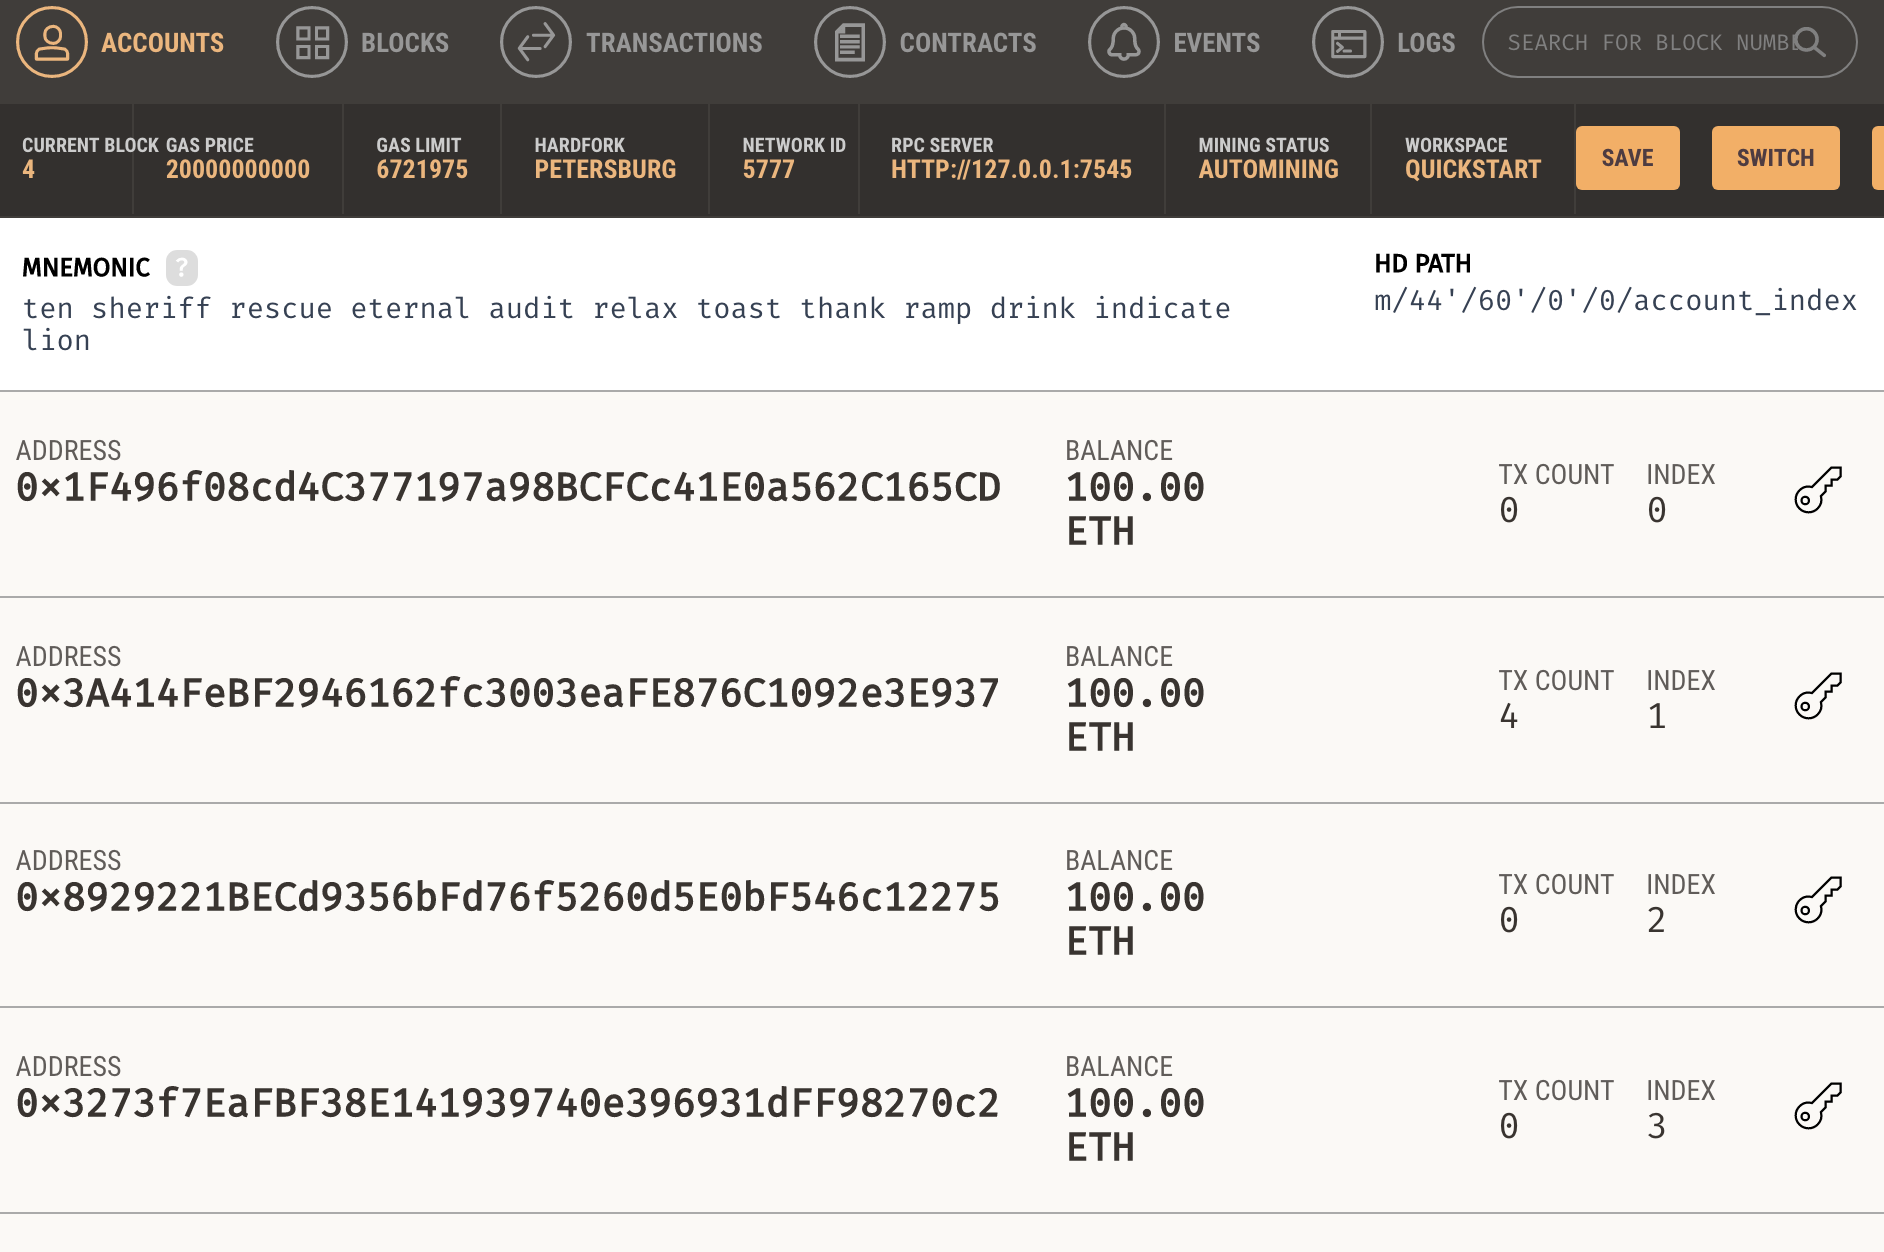 ACCOUNTS BLOCKS TRANSACTIONS CONTRACTS EVENTS LOGS SEARCH FOR BLOCK NUMBE
CURRENT BLOCK GAS PRICE GAS LIMIT HARDFORK NETWORK ID RPC SERVER MINING STATUS WORKSPACE
4 20000000000 6721975 PETERSBURG 5777 HTTP://127.0.0.1:7545 AUTOMINING QUICKSTART SAVE SWITCH
MNEMONIC ? HD PATH
ten sheriff rescue eternal audit relax toast thank ramp drink indicate m/44'/60'/0'/0/account_index
lion
ADDRESS BALANCE
0×1F496f08cd4C377197a98BCFCc41E0a562C165CD 100.00 TX COUNT INDEX
ETH 0 0
ADDRESS BALANCE
0×3A414FeBF2946162fc3003eaFE876C1092e3E937 100.00 TX COUNT INDEX
ETH 4 1
ADDRESS BALANCE
0×8929221BECd9356bFd76f5260d5E0bF546c12275 100.00 TX COUNT INDEX
ETH 0 2
ADDRESS BALANCE
0×3273f7EaFBF38E141939740e396931dFF98270c2 100.00 TX COUNT INDEX
ETH 0 3